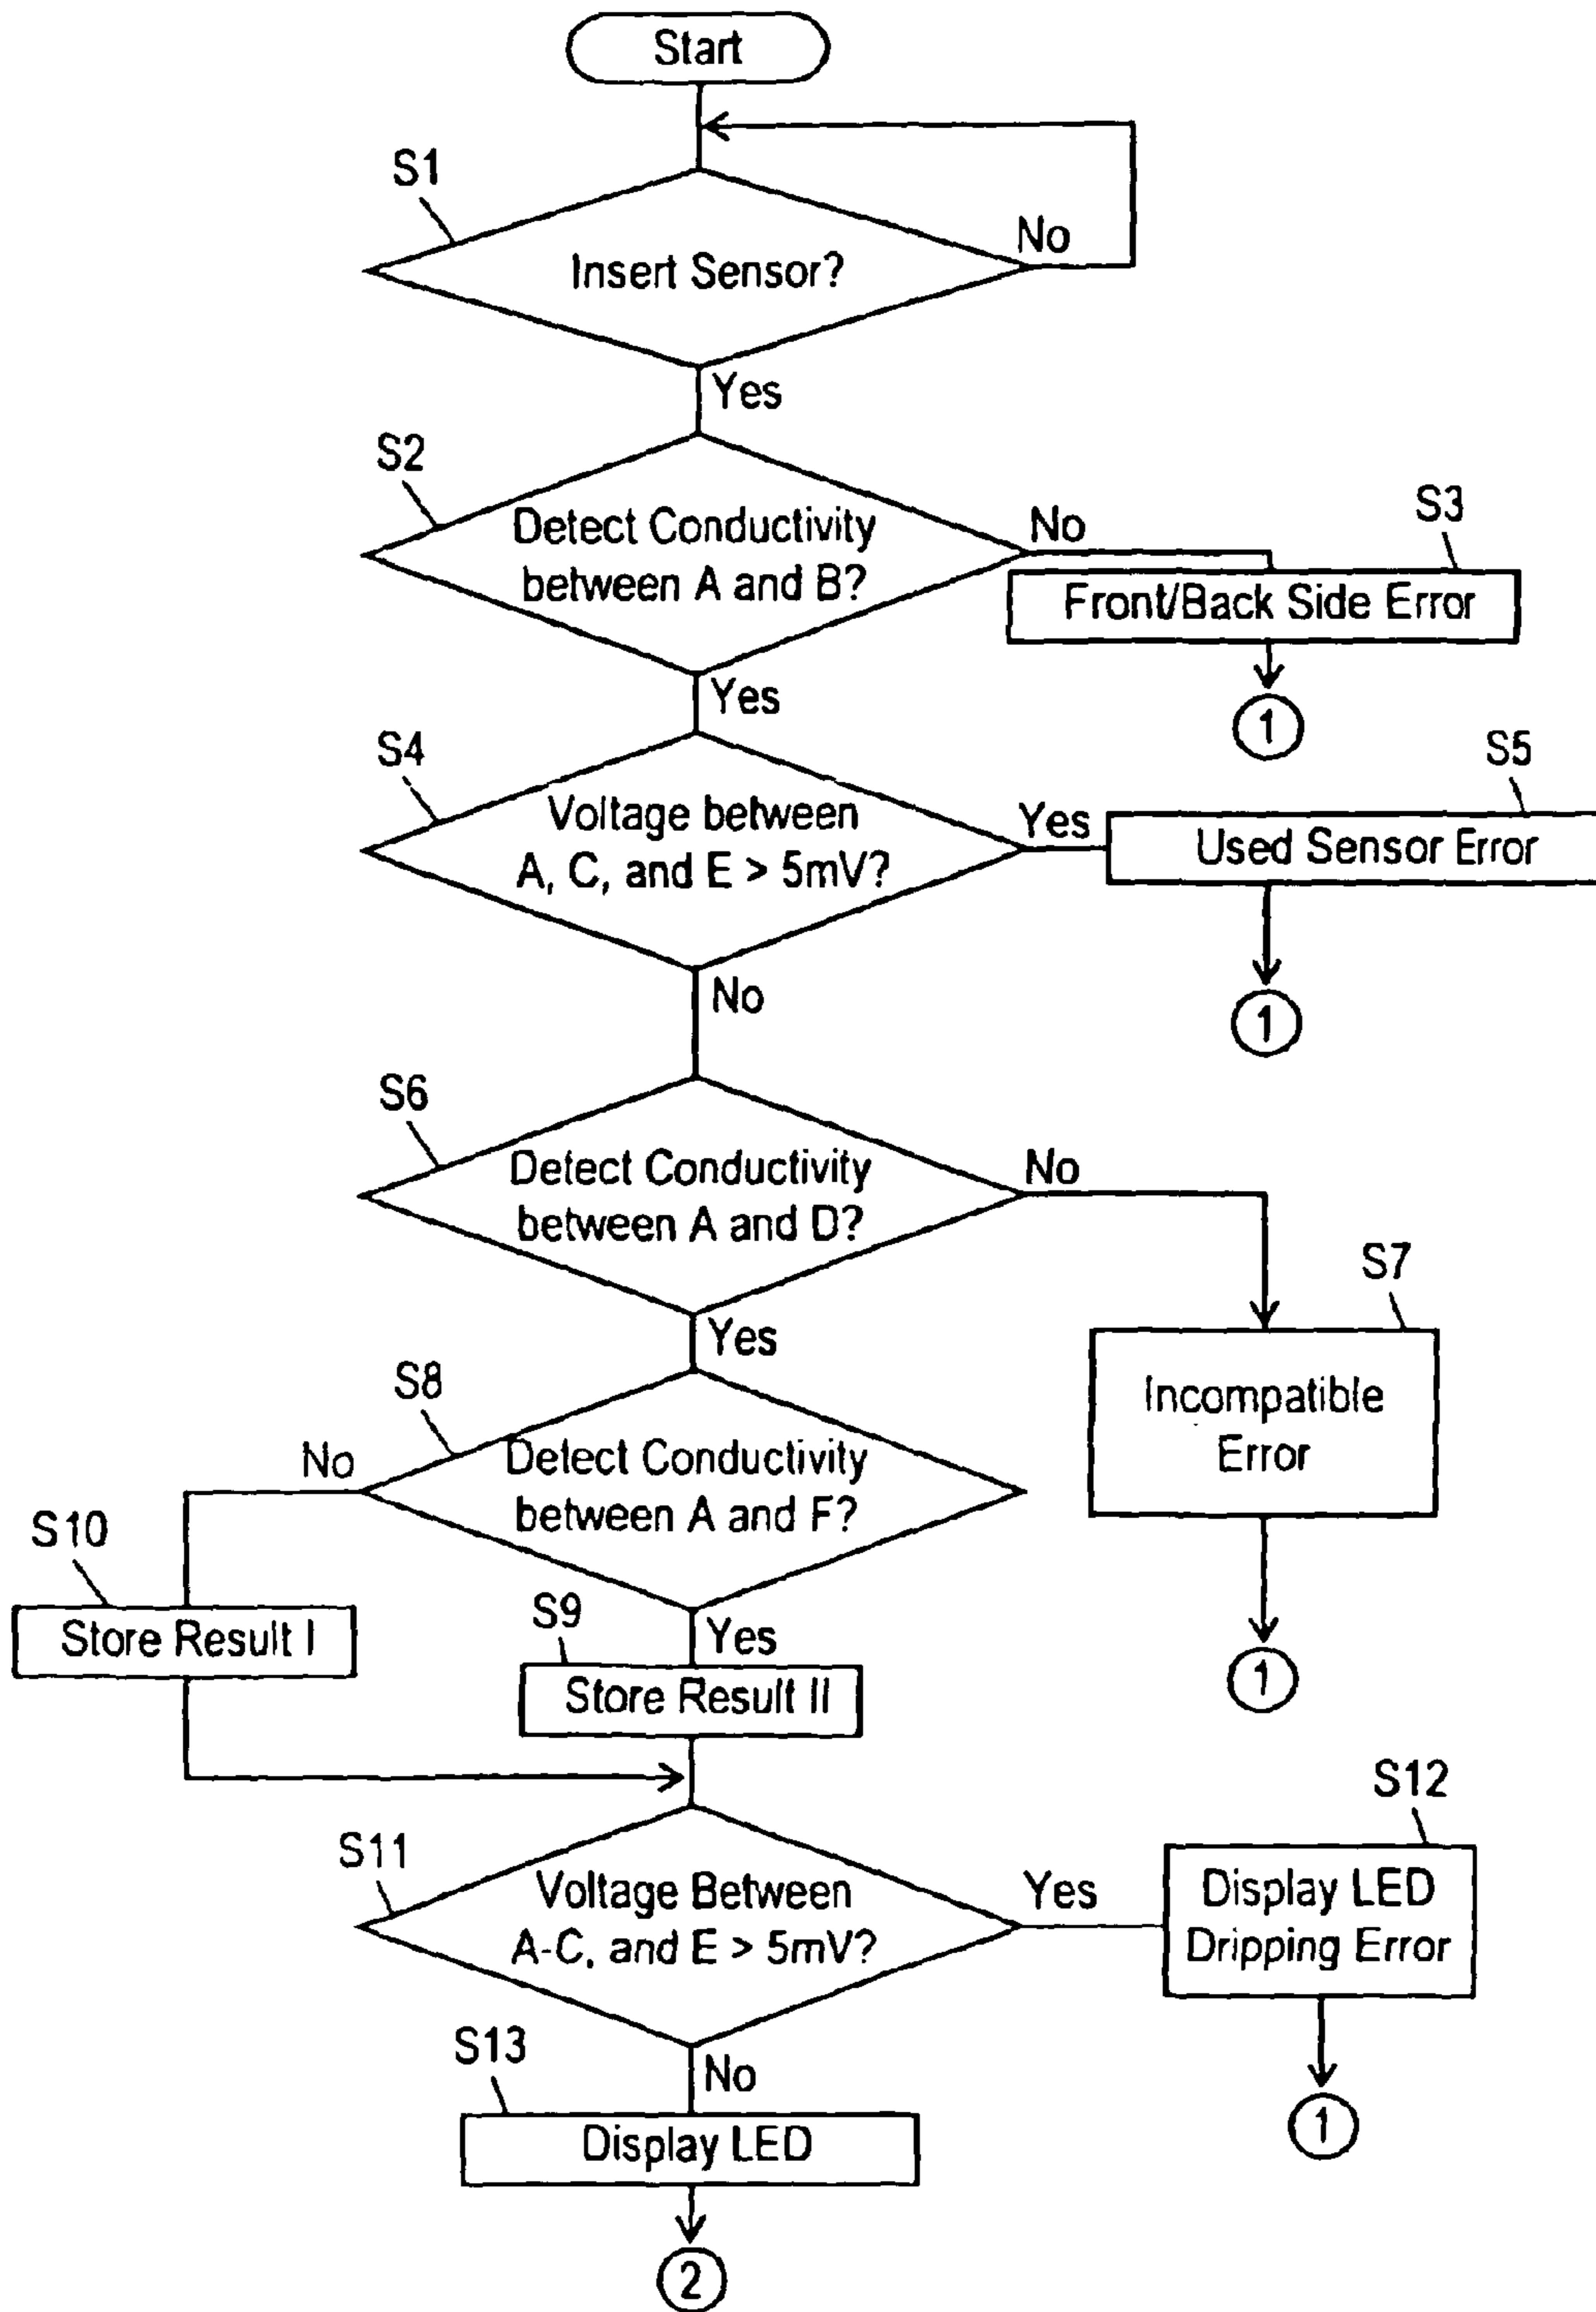 Start
S1
No
Insert Sensor?
Yes
S2
Detect Conductivity
between A and B?
No
S3
Front/Back Side Error
Yes
1
S4
Voltage between
A, C, and E > 5mV?
Yes
S5
Used Sensor Error
No
1
S6
Detect Conductivity
between A and D?
No
S7
Incompatible
Error
Yes
S8
No
Detect Conductivity
between A and F?
S10
Store Result I
S9
Yes
Store Result II
1
S11
Voltage Between
A-C, and E > 5mV?
Yes
S12
Display LED
Dripping Error
S13
No
Display LED
1
2